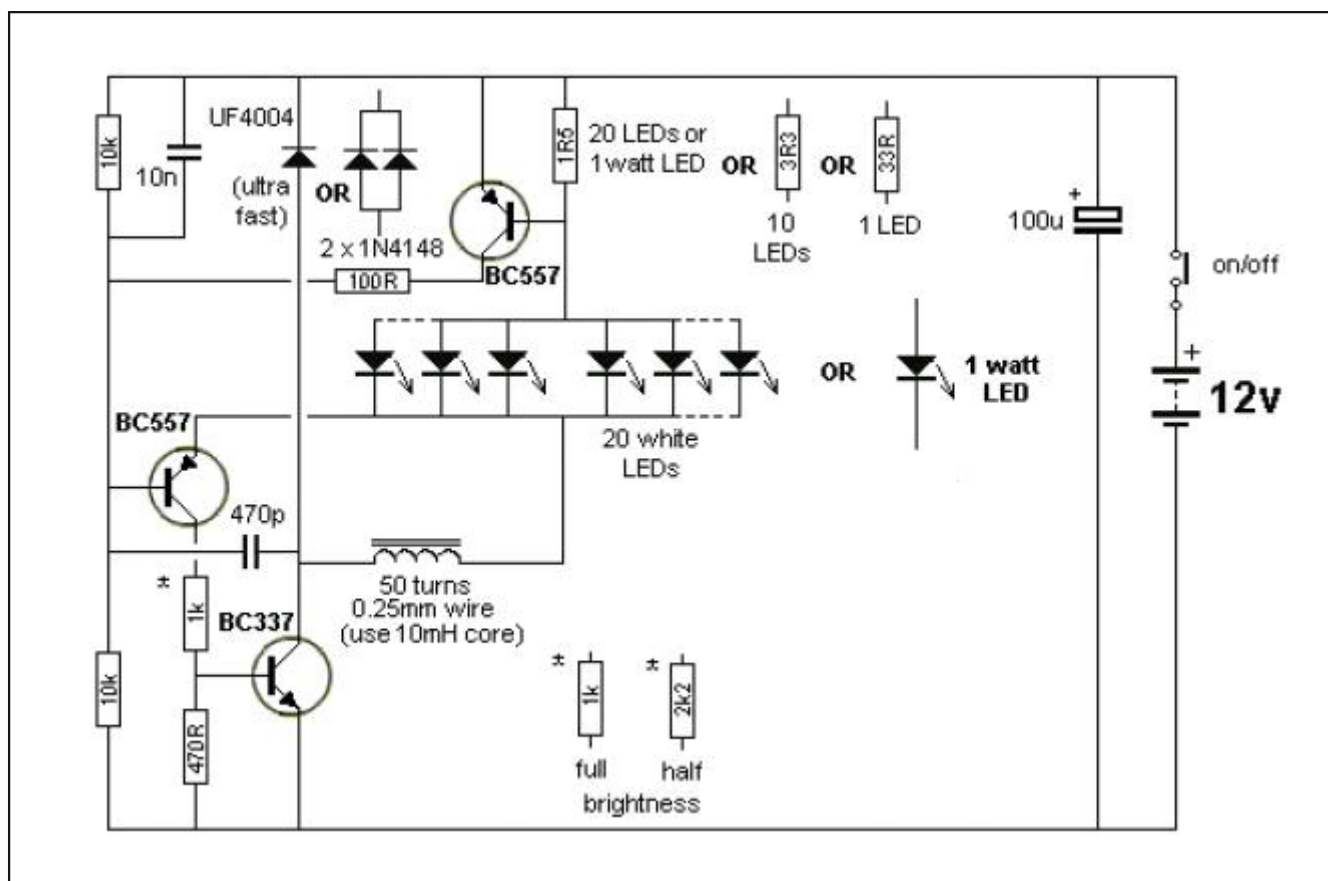 10k
10n
UF4004
(ultra
fast)
OR
2 x 1N4148
100R
BC557
1R5
20 LEDs or
1watt LED
OR
3R3
10
LEDs
OR
33R
1 LED
+
100u
on/off
+
12v
OR
1 watt
LED
20 white
LEDs
BC557
470p
50 turns
0.25mm wire
(use 10mH core)
±
1k
BC337
10k
470R
±
1k
full
±
2k2
half
brightness